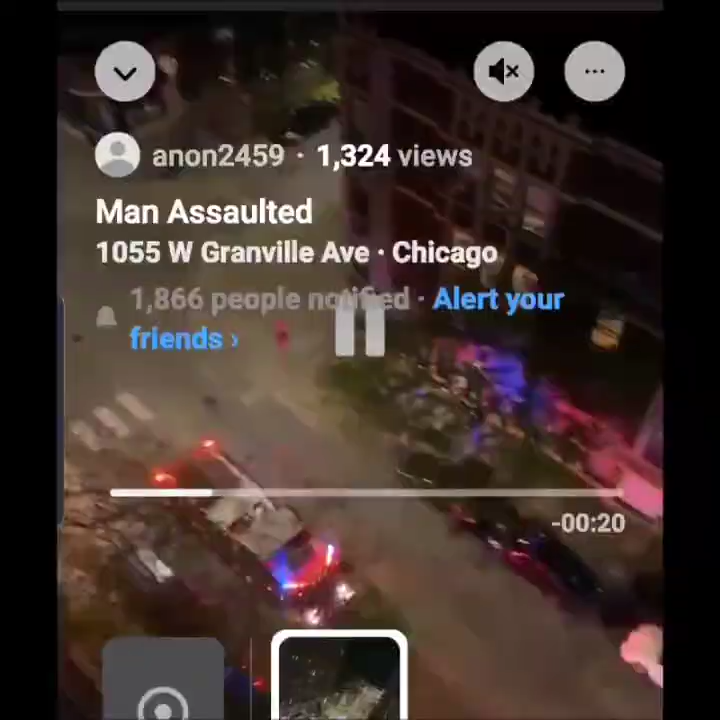 anon2459 · 1,324 views
Man Assaulted
1055 W Granville Ave · Chicago
1,866 people notified · Alert your
friends ›
-00:20